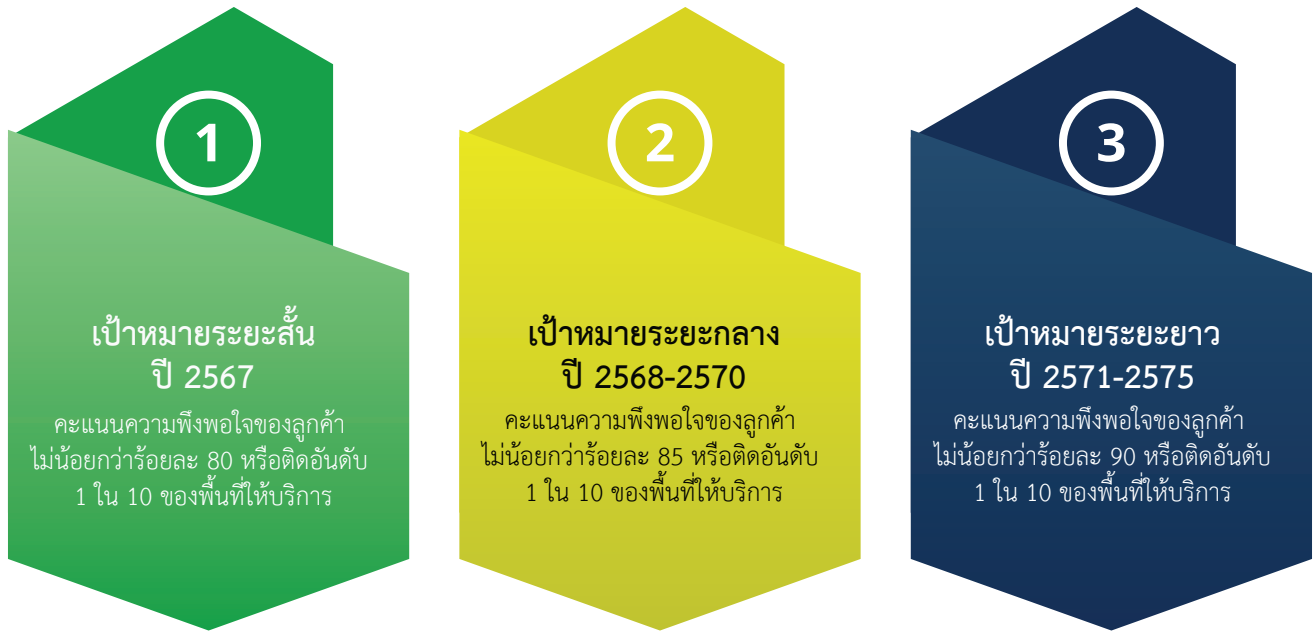 1
เป้าหมายระยะสั้น
ปี 2567
คะแนนความพึงพอใจของลูกค้า
ไม่น้อยกว่าร้อยละ 80 หรือติดอันดับ
1 ใน 10 ของพื้นที่ให้บริการ
2
เป้าหมายระยะกลาง
ปี 2568-2570
คะแนนความพึงพอใจของลูกค้า
ไม่น้อยกว่าร้อยละ 85 หรือติดอันดับ
1 ใน 10 ของพื้นที่ให้บริการ
3
เป้าหมายระยะยาว
ปี 2571-2575
คะแนนความพึงพอใจของลูกค้า
ไม่น้อยกว่าร้อยละ 90 หรือติดอันดับ
1 ใน 10 ของพื้นที่ให้บริการ